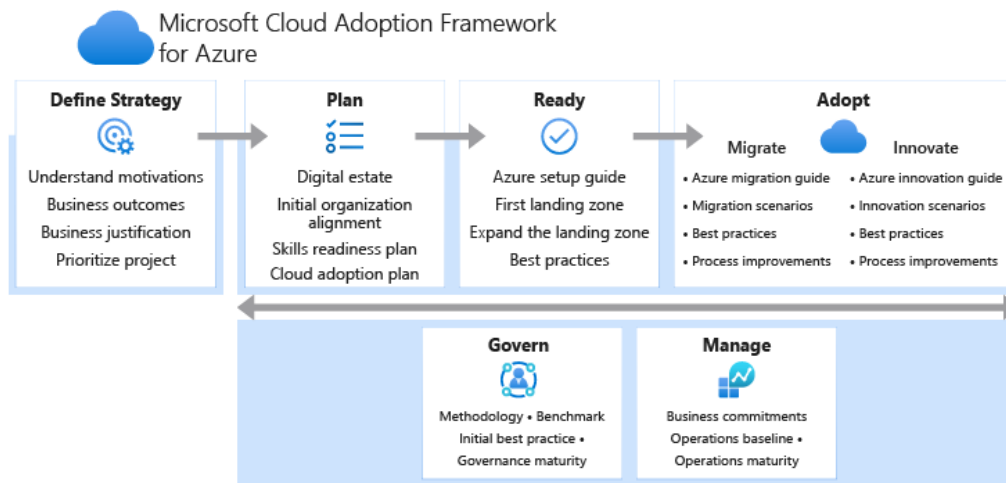 Microsoft Cloud Adoption Framework
for Azure
Define Strategy
Understand motivations
Business outcomes
Business justification
Prioritize project
Plan
Digital estate
Initial organization
alignment
Skills readiness plan
Cloud adoption plan
Ready
Azure setup guide
First landing zone
Expand the landing zone
Best practices
Adopt
Migrate
• Azure migration guide
• Migration scenarios
• Best practices
• Process improvements
Innovate
• Azure innovation guide
• Innovation scenarios
• Best practices
• Process improvements
Govern
Methodology • Benchmark
Initial best practice •
Governance maturity
Manage
Business commitments
Operations baseline •
Operations maturity